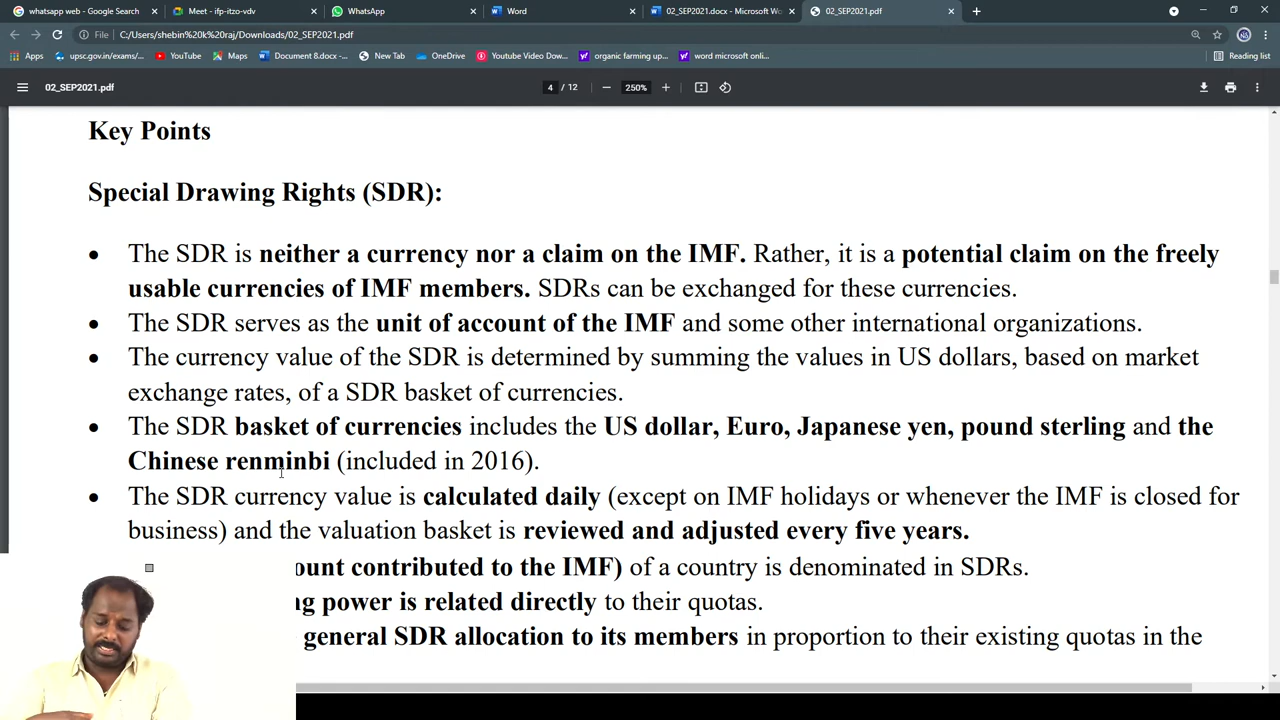 whatsapp web - Google Search
Meet - ifp-itzo-vdv
WhatsApp
Word
02_SEP2021.docx - Microsoft Wo
02_SEP2021.pdf
File
C:/Users/shebin%20k%20raj/Downloads/02_SEP2021.pdf
Apps
upsc.gov.in/exams/...
YouTube
Maps
Document 8.docx -...
New Tab
OneDrive
Youtube Video Dow...
organic farming up...
word microsoft onli...
Reading list
02_SEP2021.pdf
4 / 12
250%
Key Points
Special Drawing Rights (SDR):
• The SDR is neither a currency nor a claim on the IMF. Rather, it is a potential claim on the freely
usable currencies of IMF members. SDRs can be exchanged for these currencies.
• The SDR serves as the unit of account of the IMF and some other international organizations.
• The currency value of the SDR is determined by summing the values in US dollars, based on market
exchange rates, of a SDR basket of currencies.
• The SDR basket of currencies includes the US dollar, Euro, Japanese yen, pound sterling and the
Chinese renminbi (included in 2016).
• The SDR currency value is calculated daily (except on IMF holidays or whenever the IMF is closed for
business) and the valuation basket is reviewed and adjusted every five years.
ount contributed to the IMF) of a country is denominated in SDRs.
ng power is related directly to their quotas.
general SDR allocation to its members in proportion to their existing quotas in the